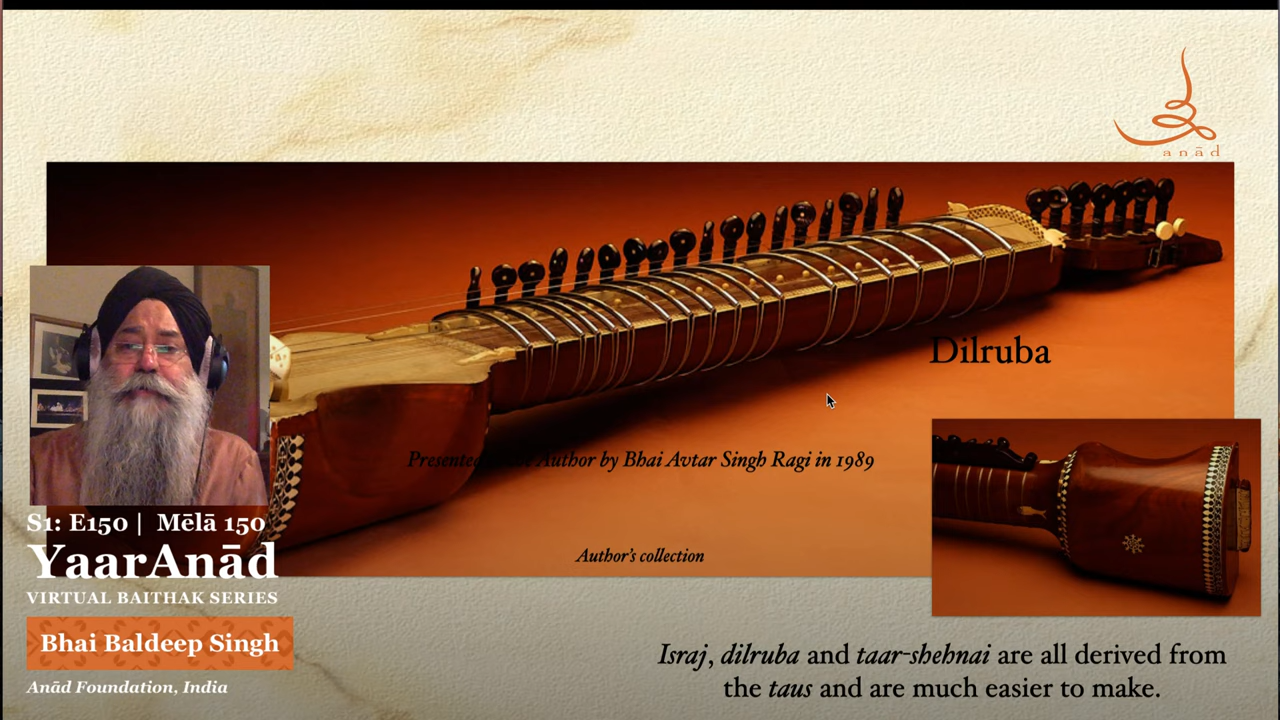 anād
Dilruba
Presented Author by Bhai Avtar Singh Ragi in 1989
Author's collection
S1: E150 | Mēlā 150
YaarAnād
VIRTUAL BAITHAK SERIES
Bhai Baldeep Singh
Anād Foundation, India
Israj, dilruba and taar-shehnai are all derived from
the taus and are much easier to make.